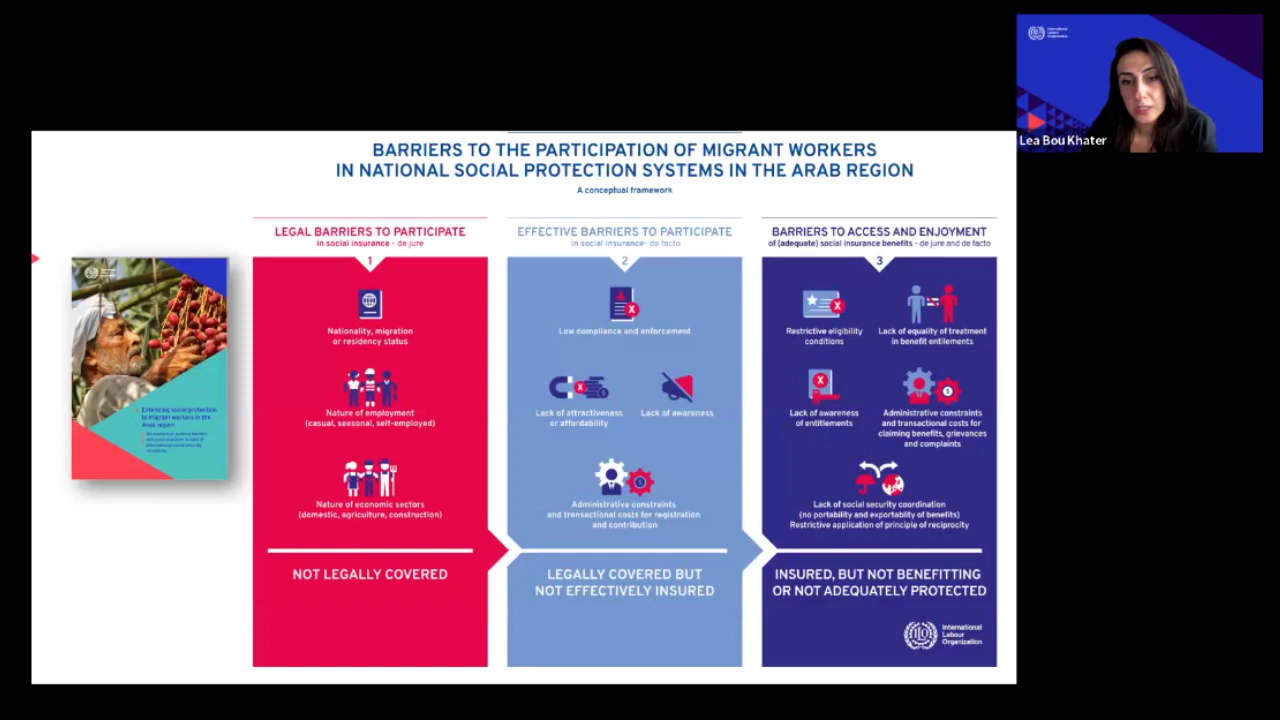 BARRIERS TO THE PARTICIPATION OF MIGRANT WORKERS
IN NATIONAL SOCIAL PROTECTION SYSTEMS IN THE ARAB REGION
A conceptual framework
LEGAL BARRIERS TO PARTICIPATE
in social insurance - de jure
1
Nationality, migration
or residency status
Nature of employment
(casual, seasonal, self-employed)
Nature of economic sectors
(domestic, agriculture, construction)
NOT LEGALLY COVERED
EFFECTIVE BARRIERS TO PARTICIPATE
in social insurance- de facto
2
Low compliance and enforcement
Lack of attractiveness
or affordability
Lack of awareness
Administrative constraints
and transactional costs for registration
and contribution
LEGALLY COVERED BUT
NOT EFFECTIVELY INSURED
BARRIERS TO ACCESS AND ENJOYMENT
of (adequate) social insurance benefits - de jure and de facto
3
Restrictive eligibility
conditions
Lack of equality of treatment
in benefit entilements
Lack of awareness
of entitlements
Administrative constraints
and transactional costs for
claiming benefits, grievances
and complaints
Lack of social security coordination
(no portability and exportablity of benefits)
Restrictive application of principle of reciprocity
INSURED, BUT NOT BENEFITTING
OR NOT ADEQUATELY PROTECTED
International
Labour
Organization
Extending social protection
to migrant workers in the
Arab region
International
Labour
Organization
Lea Bou Khater